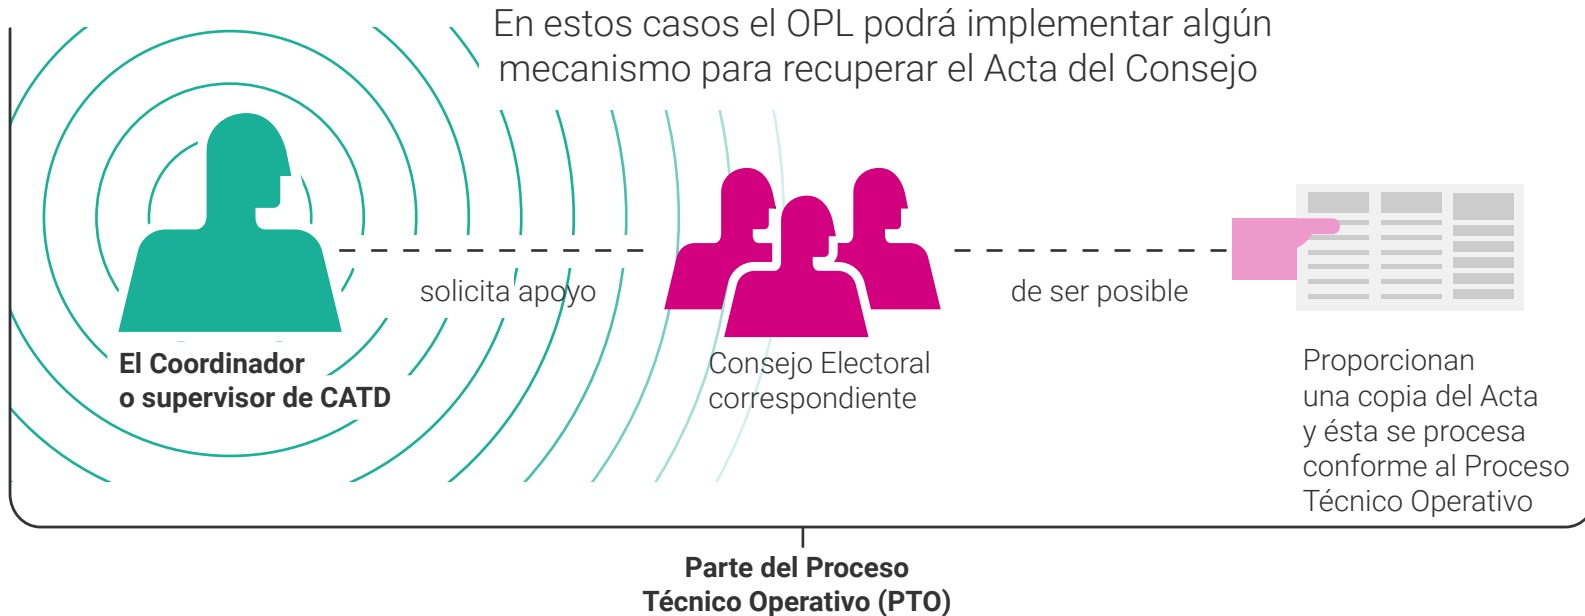 En estos casos el OPL podrá implementar algún
mecanismo para recuperar el Acta del Consejo
solicita apoyo
de ser posible
El Coordinador
o supervisor de CATD
Consejo Electoral
correspondiente
Proporcionan
una copia del Acta
y ésta se procesa
conforme al Proceso
Técnico Operativo
Parte del Proceso
Técnico Operativo (PTO)